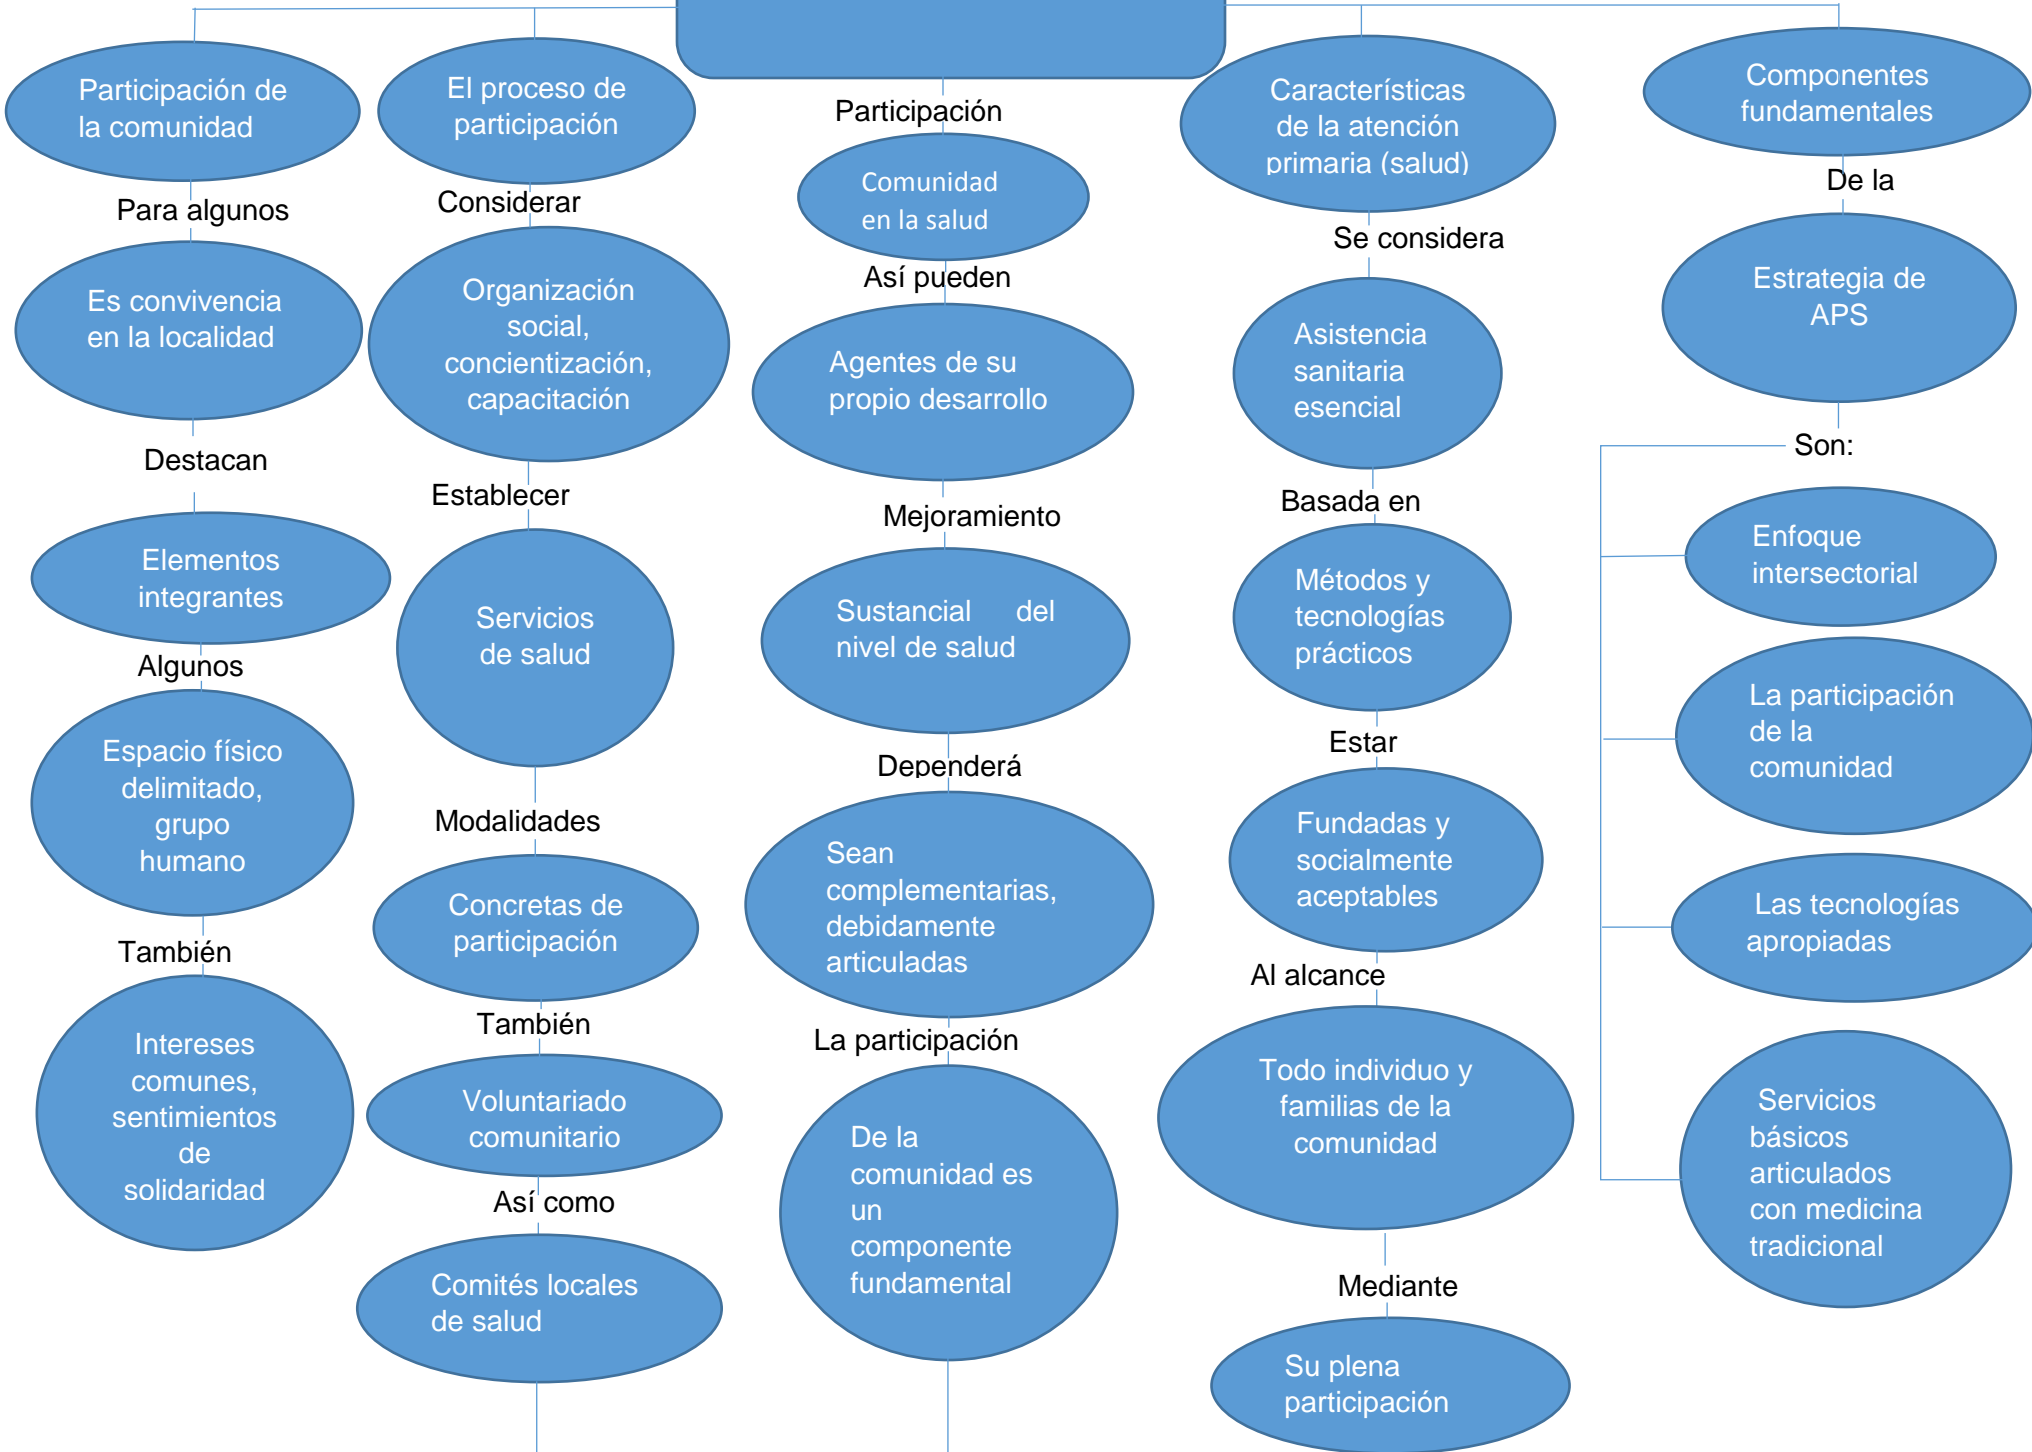 Participación de
la comunidad
Para algunos
Es convivencia
en la localidad
Destacan
Elementos
integrantes
Algunos
Espacio físico
delimitado,
grupo
humano
También
Intereses
comunes,
sentimientos
de
solidaridad
El proceso de
participación
Considerar
Organización
social,
concientización,
capacitación
Establecer
Servicios
de salud
Modalidades
Concretas de
participación
También
Voluntariado
comunitario
Así como
Comités locales
de salud
Participación
Comunidad
en la salud
Así pueden
Agentes de su
propio desarrollo
Mejoramiento
Sustancial del
nivel de salud
Dependerá
Sean
complementarias,
debidamente
articuladas
La participación
De la
comunidad es
un
componente
fundamental
Características
de la atención
primaria (salud)
Se considera
Asistencia
sanitaria
esencial
Basada en
Métodos y
tecnologías
prácticos
Estar
Fundadas y
socialmente
aceptables
Al alcance
Todo individuo y
familias de la
comunidad
Mediante
Su plena
participación
Componentes
fundamentales
De la
Estrategia de
APS
Son:
Enfoque
intersectorial
La participación
de la
comunidad
Las tecnologías
apropiadas
Servicios
básicos
articulados
con medicina
tradicional